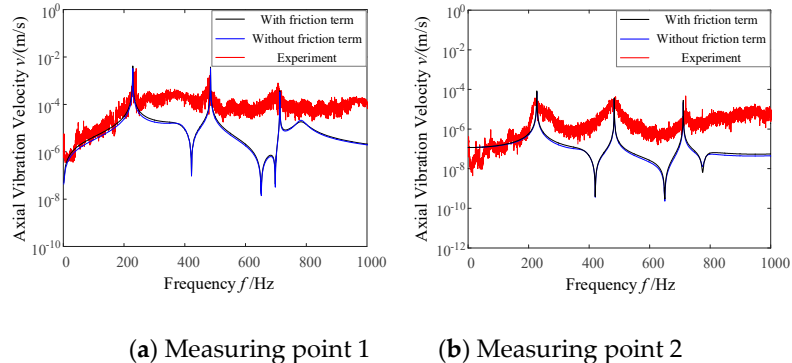 10^0
10^-2
10^-4
10^-6
10^-8
10^-10
Axial Vibration Velocity v/(m/s)
With friction term
Without friction term
Experiment
0 200 400 600 800 1000
Frequency f /Hz
(a) Measuring point 1
10^0
10^-2
10^-4
10^-6
10^-8
10^-10
10^-12
Axial Vibration Velocity v/(m/s)
With friction term
Without friction term
Experiment
0 200 400 600 800 1000
Frequency f /Hz
(b) Measuring point 2